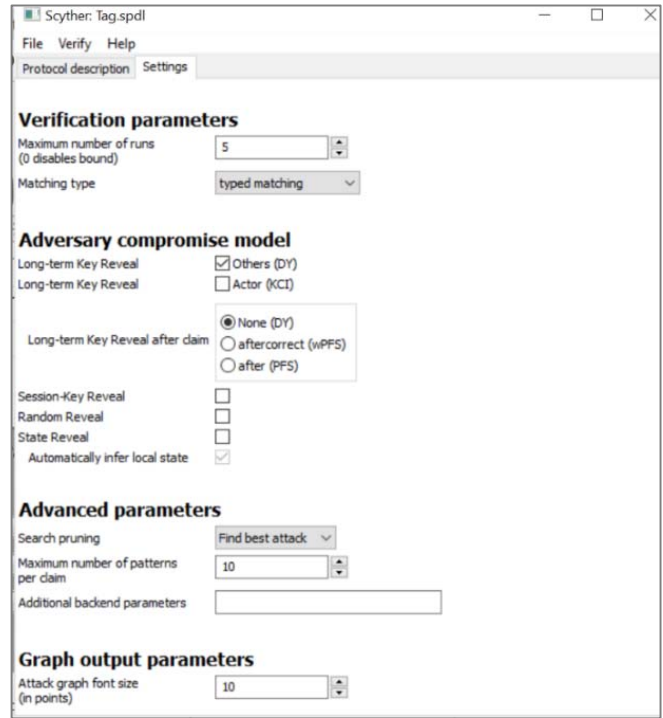 Scyther: Tag.spdl
File Verify Help
Protocol description Settings
Verification parameters
Maximum number of runs
(0 disables bound)
5
Matching type
typed matching
Adversary compromise model
Long-term Key Reveal
Others (DY)
Long-term Key Reveal
Actor (KCI)
Long-term Key Reveal after claim
None (DY)
aftercorrect (wPFS)
after (PFS)
Session-Key Reveal
Random Reveal
State Reveal
Automatically infer local state
Advanced parameters
Search pruning
Find best attack
Maximum number of patterns
per claim
10
Additional backend parameters
Graph output parameters
Attack graph font size
(in points)
10